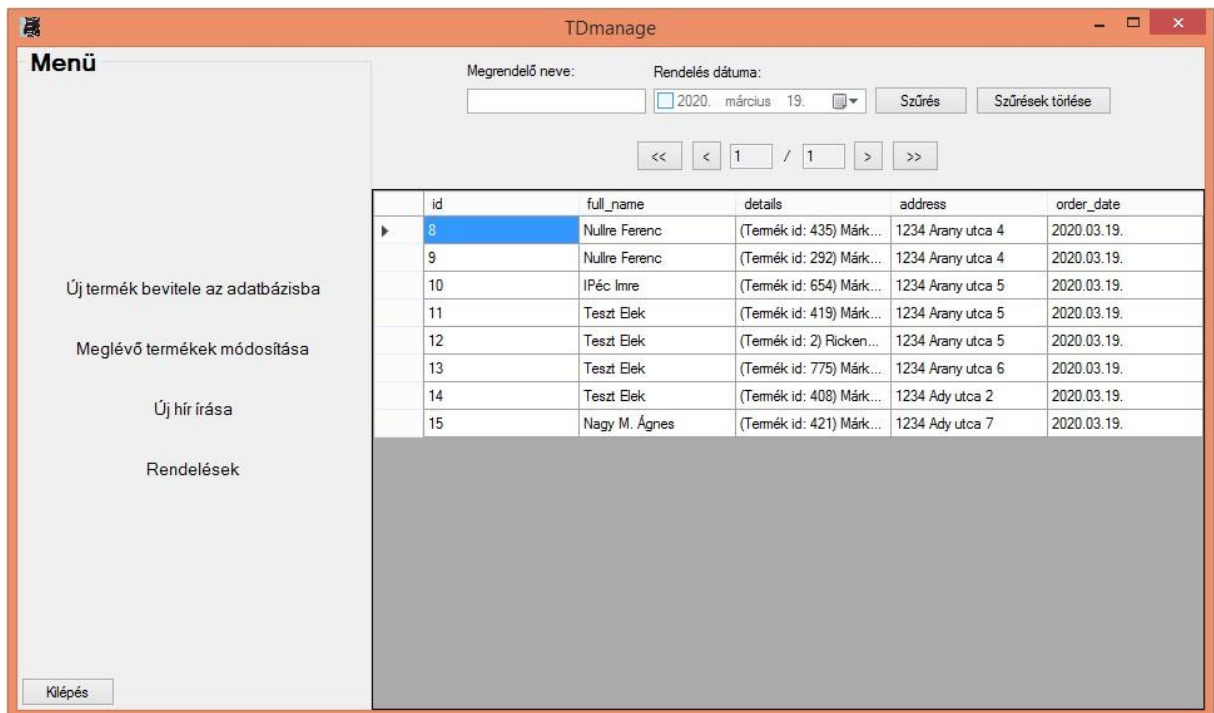 TDmanage
Menü
Megrendelő neve: Rendelés dátuma:
2020. március 19. Szűrés Szűrések törlése
<< < 1 / 1 > >>
id full_name details address order_date
8 Nullre Ferenc (Termék id: 435) Márk... 1234 Arany utca 4 2020.03.19.
9 Nullre Ferenc (Termék id: 292) Márk... 1234 Arany utca 4 2020.03.19.
10 IPéc Imre (Termék id: 654) Márk... 1234 Arany utca 5 2020.03.19.
11 Teszt Elek (Termék id: 419) Márk... 1234 Arany utca 5 2020.03.19.
12 Teszt Elek (Termék id: 2) Ricken... 1234 Arany utca 5 2020.03.19.
13 Teszt Elek (Termék id: 775) Márk... 1234 Arany utca 6 2020.03.19.
14 Teszt Elek (Termék id: 408) Márk... 1234 Ady utca 2 2020.03.19.
15 Nagy M. Ágnes (Termék id: 421) Márk... 1234 Ady utca 7 2020.03.19.
Új termék bevitele az adatbázisba
Meglévő termékek módosítása
Új hír írása
Rendelések
Kilépés